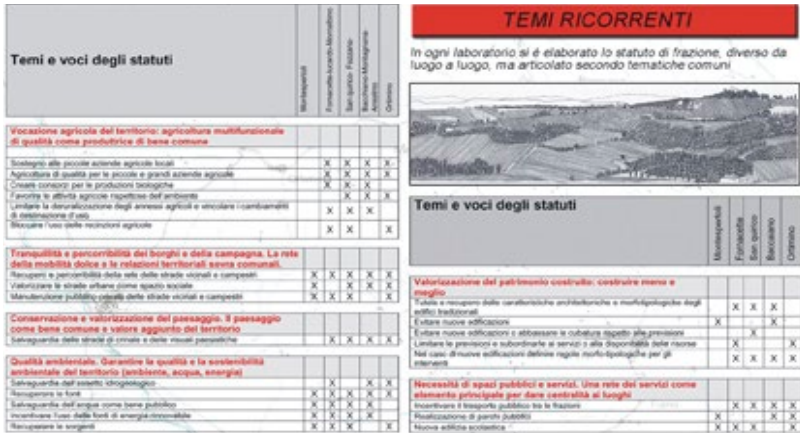 Temi e voci degli statuti
Montespertoli
Fornacette-Lucardo-Montalbino
San quirico- Fezzana-
Baccaiano-Montagnana-
Anselmo
Ortimino
Vocazione agricola del territorio: agricoltura multifunzionale
di qualità come produttrice di bene comune
Sostegno alle piccole aziende agricole locali
X X X X
Agricoltura di qualità per le piccole e grandi aziende agricole
X X X X
Creare consorzi per le produzioni biologiche
X X X
Favorire le attività agricole rispettose dell'ambiente
X X X
Limitare la deruralizzazione degli annessi agricoli e vincolare i cambiamenti
di destinazione d'uso
X X X
Bloccare l'uso delle recinzioni agricole
X X X
Tranquillità e percorribilità dei borghi e della campagna. La rete
della mobilità dolce e le relazioni territoriali sovra comunali.
Recupero e percorribilità della rete delle strade vicinali e campestri
X X X X X
Valorizzare le strade urbane come spazio sociale
X X X X X
Manutenzione pubblico privata delle strade vicinali e campestri
X X X X
Conservazione e valorizzazione del paesaggio. Il paesaggio
come bene comune e valore aggiunto del territorio
Salvaguardia delle strade di crinale e delle visuali paesistiche
X X X X
Qualità ambientale. Garantire la qualità e la sostenibilità
ambientale del territorio (ambiente, acqua, energia)
Salvaguardia dell'assetto idrogeologico
X X X
Recuperare le fonti
X X X X X
Salvaguardia dell'acqua come bene pubblico
X X X X
Incentivare l'uso delle fonti di energia rinnovabile
X X X X
Recuperare le sorgenti
X X X X
TEMI RICORRENTI
In ogni laboratorio si è elaborato lo statuto di frazione, diverso da
luogo a luogo, ma articolato secondo tematiche comuni
Temi e voci degli statuti
Montespertoli
Fornacette
San quirico
Baccaiano
Ortimino
Valorizzazione del patrimonio costruito: costruire meno e
meglio
Tutela e recupero delle caratteristiche architettoniche e morfotipologiche degli
edifici tradizionali
X X X
Evitare nuove edificazioni
X X
Evitare nuove edificazioni o abbassare le cubature rispetto alle previsioni
X
Limitare le previsioni e subordinarle ai servizi o alla disponibilità delle risorse
X X
Nel caso di nuove edificazioni definire regole morfo-tipologiche per gli
interventi
X X X X
Necessità di spazi pubblici e servizi. Una rete dei servizi come
elemento principale per dare centralità ai luoghi
Incentivare il trasporto pubblico tra le frazioni
X X X X
Realizzazione di parchi pubblici
X X X
Nuova edilizia scolastica
X X X X